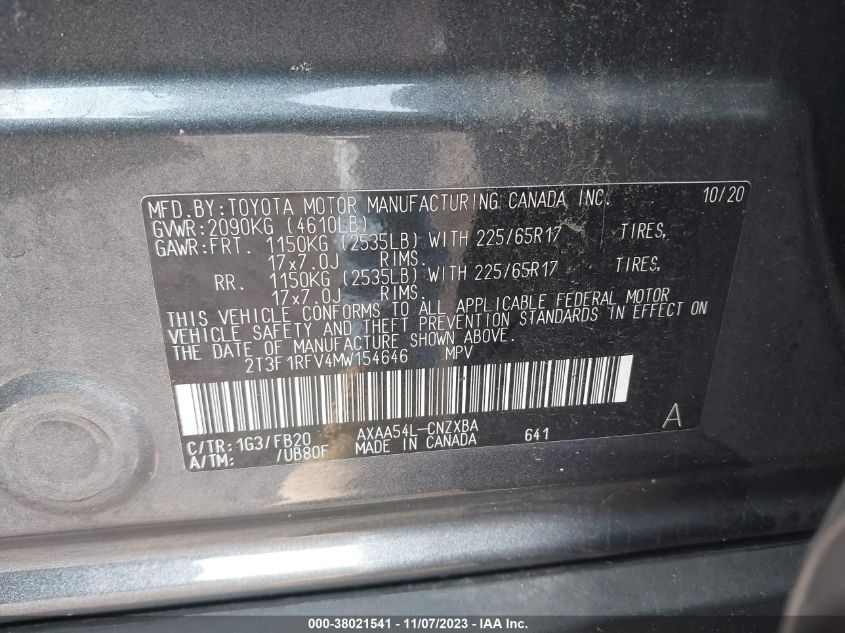 MFD.BY:TOYOTA MOTOR MANUFACTURING CANADA INC. 10/20
GVWR:2090KG (4610LB)
GAWR:FRT. 1150KG (2535LB) WITH 225/65R17 TIRES,
17x7.0J RIMS.
RR. 1150KG (2535LB) WITH 225/65R17 TIRES,
17x7.0J RIMS.
THIS VEHICLE CONFORMS TO ALL APPLICABLE FEDERAL MOTOR
VEHICLE SAFETY AND THEFT PREVENTION STANDARDS IN EFFECT ON
THE DATE OF MANUFACTURE SHOWN ABOVE.
2T3F1RFV4MW154646 MPV
A
C/TR:1G3/FB20 AXAA54L-CNZXBA
A/TM: /UB80F MADE IN CANADA 641
000-38021541 - 11/07/2023 - IAA Inc.